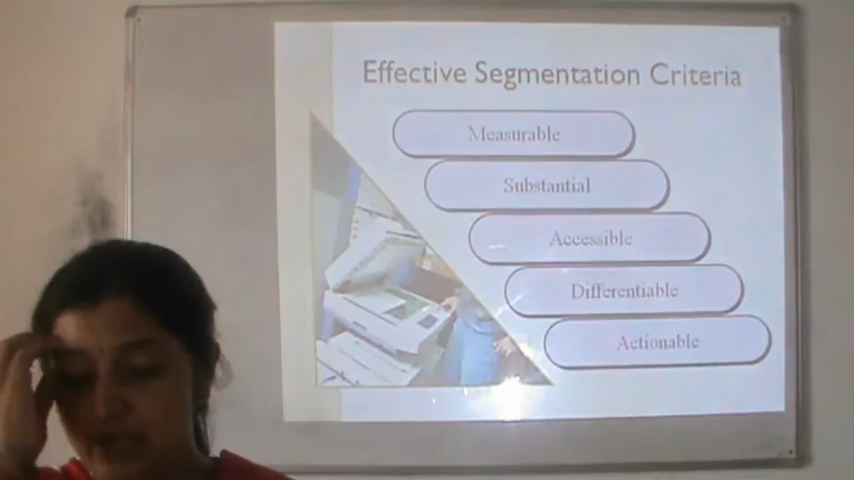 Effective Segmentation Criteria
Measurable
Substantial
Accessible
Differentiable
Actionable